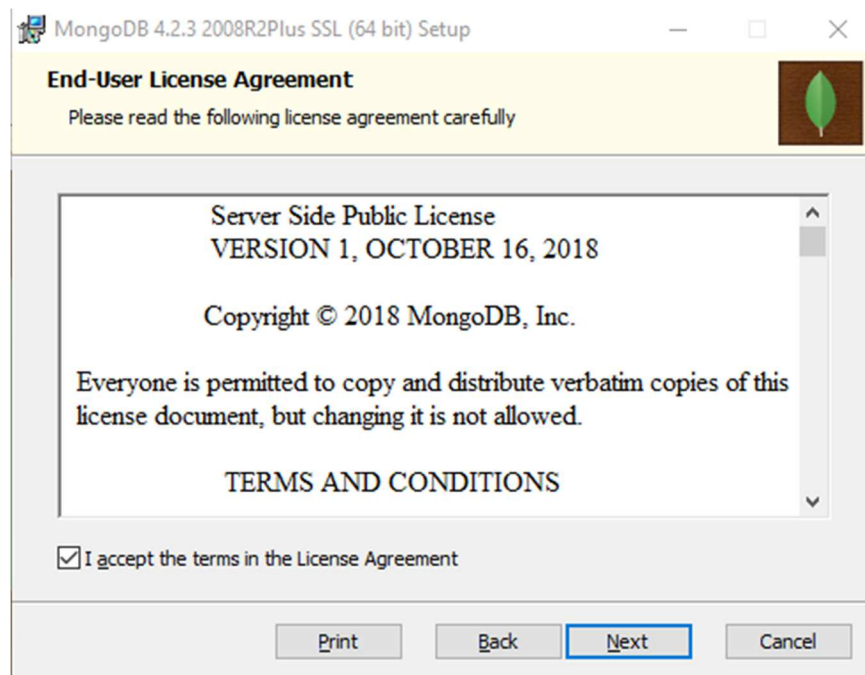 MongoDB 4.2.3 2008R2Plus SSL (64 bit) Setup
End-User License Agreement
Please read the following license agreement carefully
Server Side Public License
VERSION 1, OCTOBER 16, 2018
Copyright © 2018 MongoDB, Inc.
Everyone is permitted to copy and distribute verbatim copies of this
license document, but changing it is not allowed.
TERMS AND CONDITIONS
I accept the terms in the License Agreement
Print Back Next Cancel